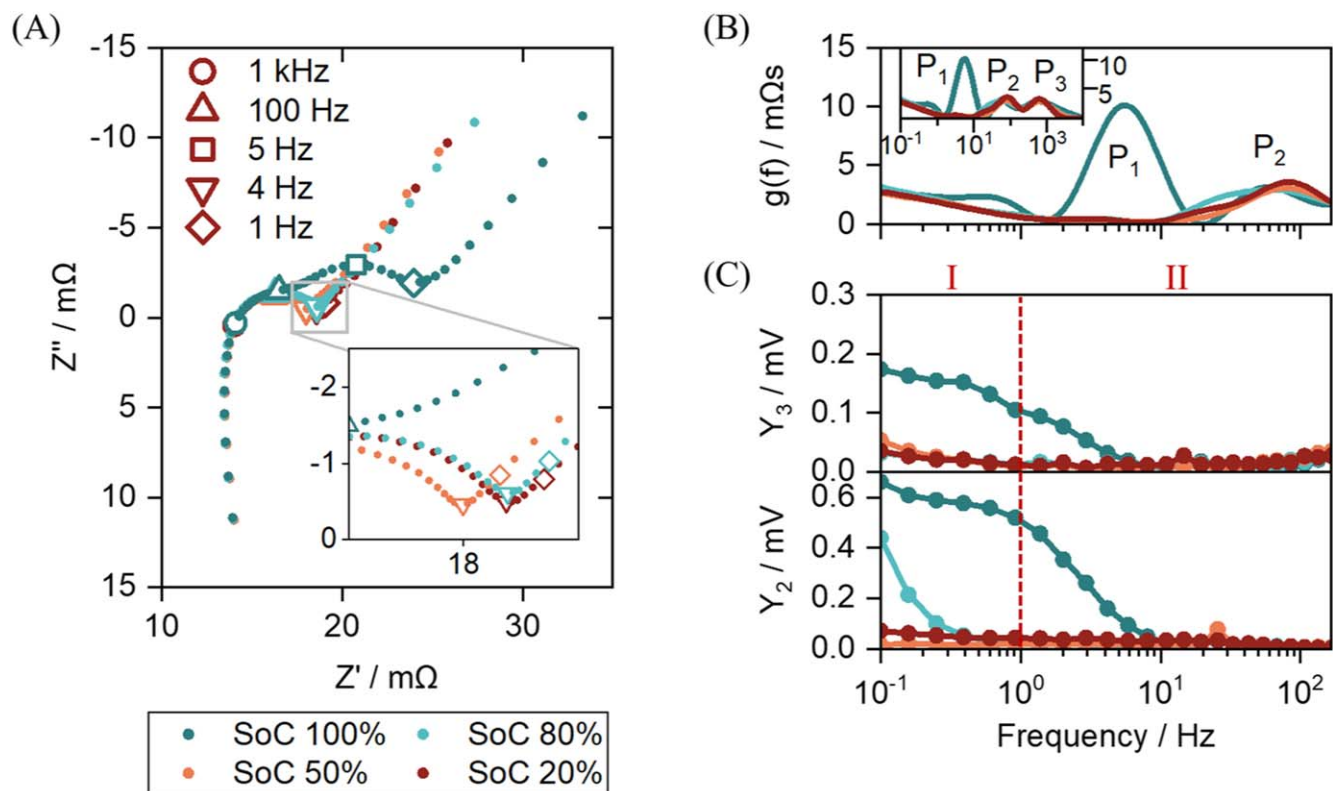 (A)
-15
-10
-5
0
5
10
15
Z" / mΩ
1 kHz
100 Hz
5 Hz
4 Hz
1 Hz
-2
-1
0
18
10
20
30
Z' / mΩ
SoC 100%
SoC 80%
SoC 50%
SoC 20%
(B)
15
10
5
0
g(f) / mΩs
P1
P2
P3
10
5
10-1
101
103
P1
P2
(C)
I
II
0.3
0.2
0.1
0.0
Y3 / mV
0.6
0.4
0.2
0.0
Y2 / mV
10-1
100
101
102
Frequency / Hz